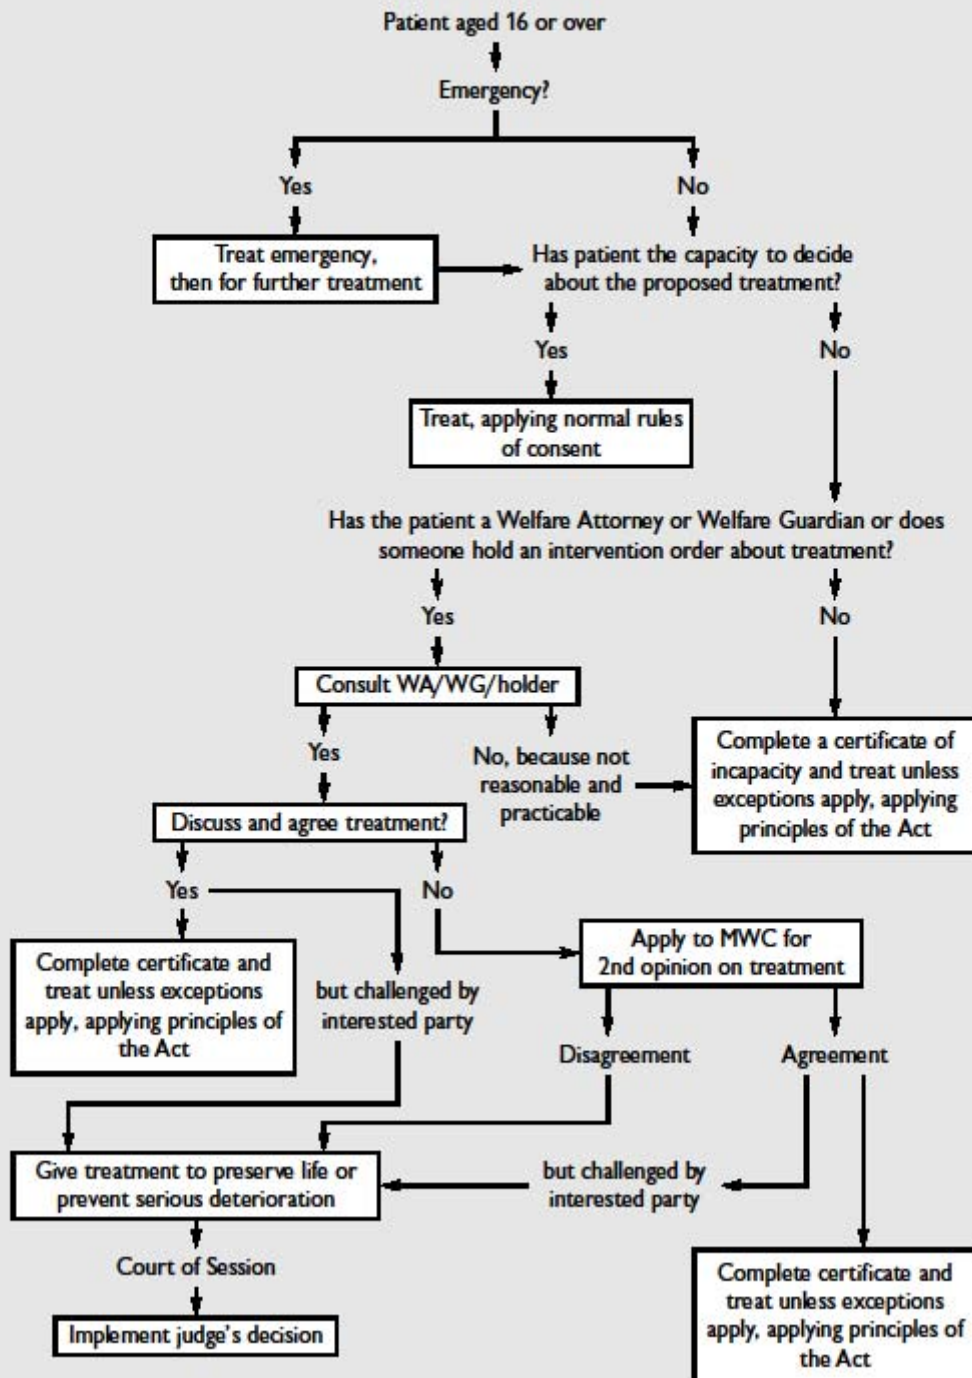 Patient aged 16 or over
Emergency?
Yes
No
Treat emergency,
then for further treatment
Has patient the capacity to decide
about the proposed treatment?
Yes
No
Treat, applying normal rules
of consent
Has the patient a Welfare Attorney or Welfare Guardian or does
someone hold an intervention order about treatment?
Yes
No
Consult WA/WG/holder
Yes
No, because not
reasonable and
practicable
Complete a certificate of
incapacity and treat unless
exceptions apply, applying
principles of the Act
Discuss and agree treatment?
Yes
No
Complete certificate and
treat unless exceptions
apply, applying principles of
the Act
but challenged by
interested party
Apply to MWC for
2nd opinion on treatment
Disagreement
Agreement
Give treatment to preserve life or
prevent serious deterioration
but challenged by
interested party
Court of Session
Implement judge's decision
Complete certificate and
treat unless exceptions
apply, applying principles of
the Act